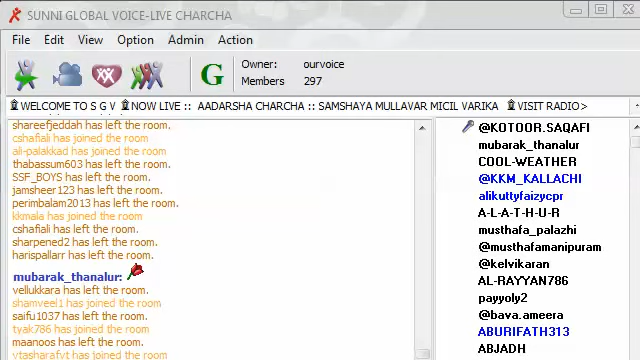 SUNNI GLOBAL VOICE-LIVE CHARCHA
File Edit View Option Admin Action
G
Owner: ourvoice
Members 297
WELCOME TO S G V NOW LIVE :: AADARSHA CHARCHA :: SAMSHAYA MULLAVAR MICIL VARIKA VISIT RADIO>
shareefjeddah has left the room.
cshafiali has joined the room
ali-palakkad has joined the room
thabassum603 has left the room.
SSF_BOYS has left the room.
jamsheer123 has left the room.
perimbalam2013 has left the room.
kkmala has joined the room
cshafiali has left the room.
sharpened2 has left the room.
harispallarr has left the room.
mubarak_thanalur:
vellukkara has left the room.
shamveel1 has joined the room
saifu1037 has left the room.
tyak786 has joined the room
maanoos has left the room.
vtasharafvt has joined the room
@KOTOOR.SAQAFI
mubarak_thanalur
COOL-WEATHER
@KKM_KALLACHI
alikuttyfaizycpr
A-L-A-T-H-U-R
musthafa_palazhi
@musthafamanipuram
@kelvikaran
AL-RAYYAN786
payyoly2
@bava.ameera
ABURIFATH313
ABJADH